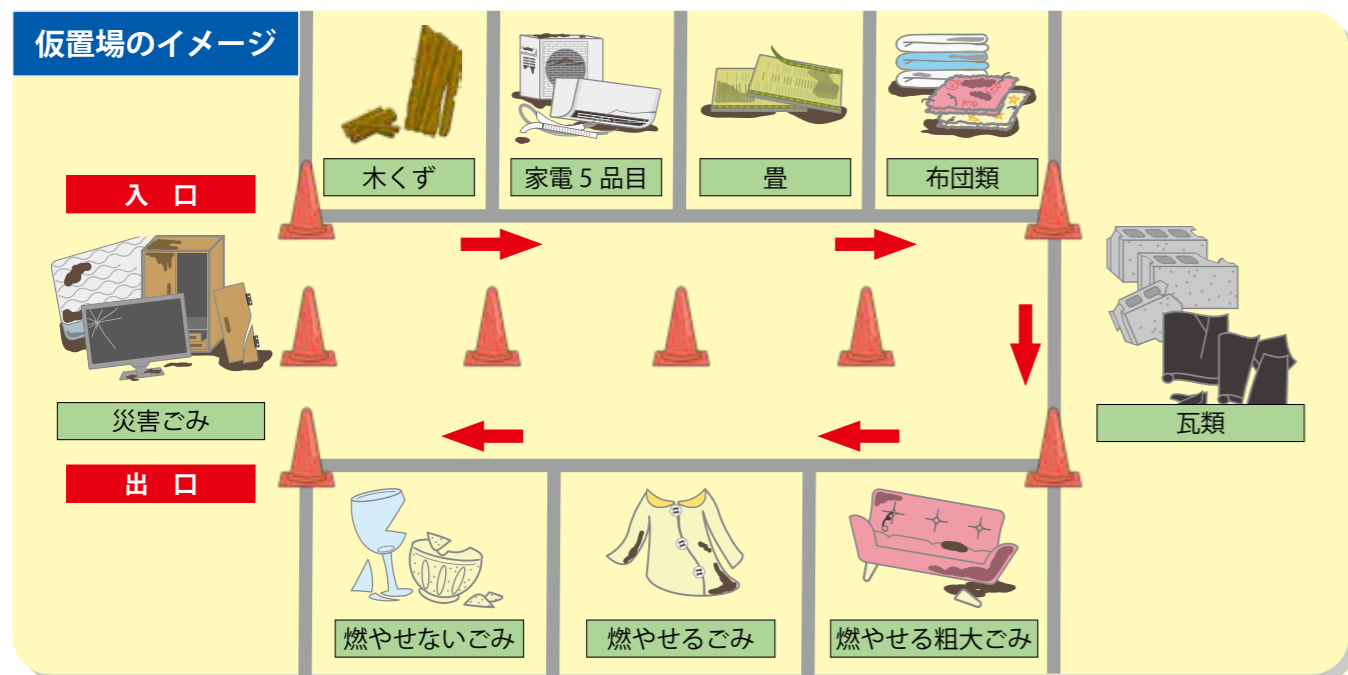 仮置場のイメージ
木くず
家電5品目
畳
布団類
入 口
災害ごみ
瓦類
出 口
燃やせないごみ
燃やせるごみ
燃やせる粗大ごみ